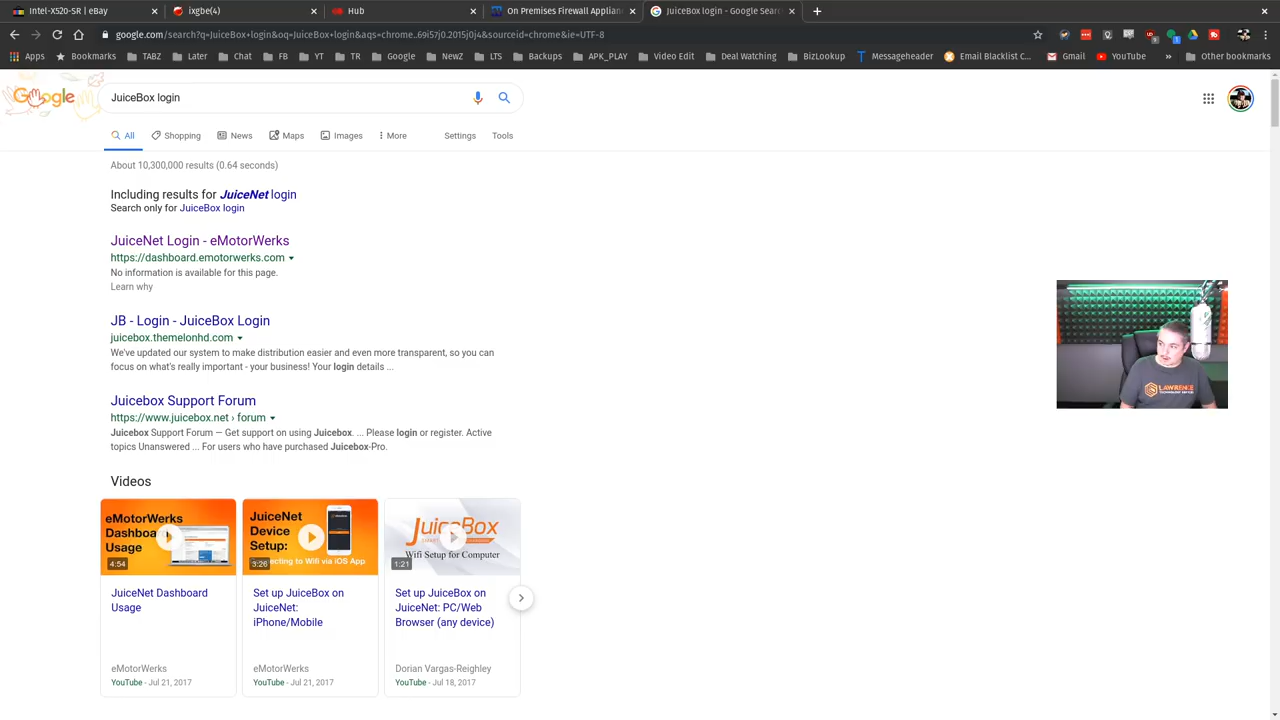 Intel-X520-SR | eBay
ixgbe(4)
Hub
On Premises Firewall Applian
JuiceBox login - Google Sear
google.com/search?q=JuiceBox+login&oq=JuiceBox+login&aqs=chrome..69i57j0.2015j0j4&sourceid=chrome&ie=UTF-8
Apps
Bookmarks
TABZ
Later
Chat
FB
YT
TR
Google
NewZ
LTS
Backups
APK_PLAY
Video Edit
Deal Watching
BizLookup
Messageheader
Email Blacklist C...
Gmail
YouTube
»
Other bookmarks
Google
JuiceBox login
All
Shopping
News
Maps
Images
More
Settings
Tools
About 10,300,000 results (0.64 seconds)
Including results for JuiceNet login
Search only for JuiceBox login
JuiceNet Login - eMotorWerks
https://dashboard.emotorwerks.com
No information is available for this page.
Learn why
JB - Login - JuiceBox Login
juicebox.themelonhd.com
We've updated our system to make distribution easier and even more transparent, so you can
focus on what's really important - your business! Your login details ...
Juicebox Support Forum
https://www.juicebox.net › forum
Juicebox Support Forum — Get support on using Juicebox. ... Please login or register. Active
topics Unanswered ... For users who have purchased Juicebox-Pro.
Videos
eMotorWerks
Dashboa
Usage
4:54
JuiceNet
Device
Setup:
necting to Wifi via iOS App
3:26
JuiceBox
Wifi Setup for Computer
1:21
JuiceNet Dashboard
Usage
Set up JuiceBox on
JuiceNet:
iPhone/Mobile
Set up JuiceBox on
JuiceNet: PC/Web
Browser (any device)
eMotorWerks
YouTube - Jul 21, 2017
eMotorWerks
YouTube - Jul 21, 2017
Dorian Vargas-Reighley
YouTube - Jul 18, 2017
LAWRENCE